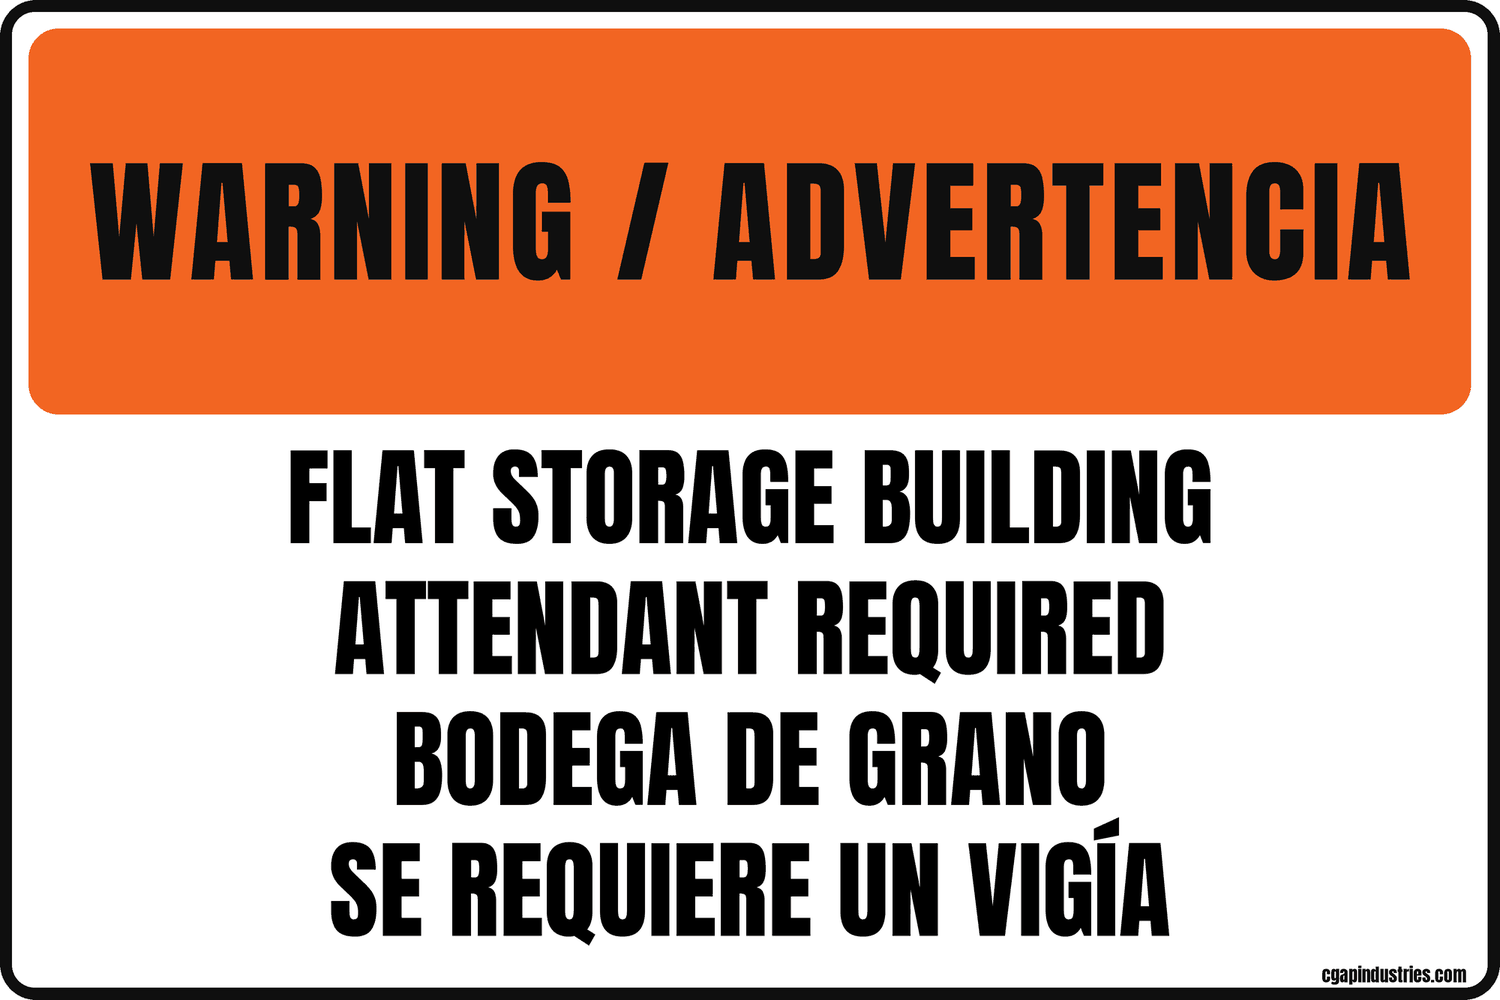 WARNING / ADVERTENCIA
FLAT STORAGE BUILDING
ATTENDANT REQUIRED
BODEGA DE GRANO
SE REQUIERE UN VIGÍA
cgapindustries.com